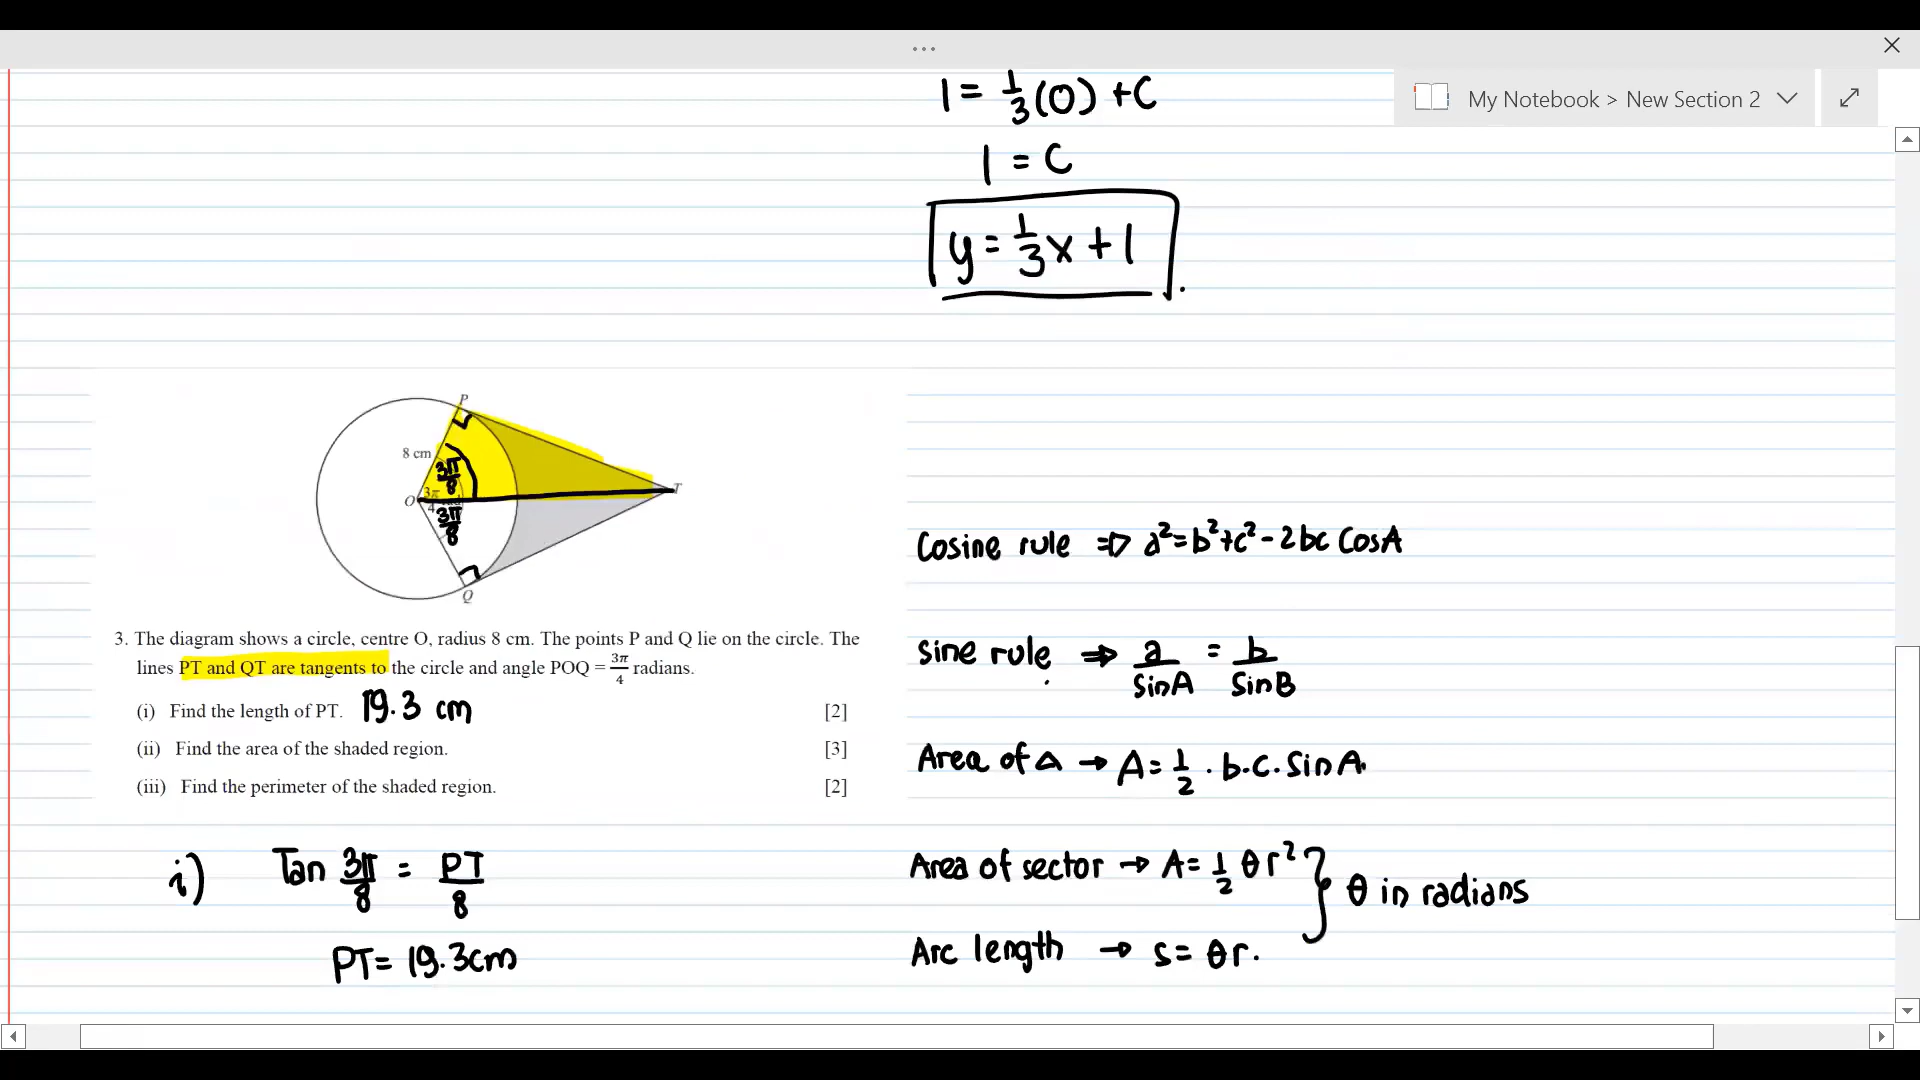 1 = 1/3 (0) + C
My Notebook > New Section 2
1 = C
y = 1/3 x + 1
P
8 cm
3π/8
O
3π/4
T
3π/8
Q
Cosine rule ⇒ a² = b² + c² - 2bc CosA
3. The diagram shows a circle, centre O, radius 8 cm. The points P and Q lie on the circle. The
lines PT and QT are tangents to the circle and angle POQ = 3π/4 radians.
Sine rule ⇒ a/SinA = b/SinB
(i) Find the length of PT. 19.3 cm [2]
(ii) Find the area of the shaded region. [3]
(iii) Find the perimeter of the shaded region. [2]
Area of Δ → A = 1/2 · b.c. Sin A.
i) Tan 3π/8 = PT/8
PT = 19.3cm
Area of sector → A = 1/2 θ r² } θ in radians
Arc length → s = θr.